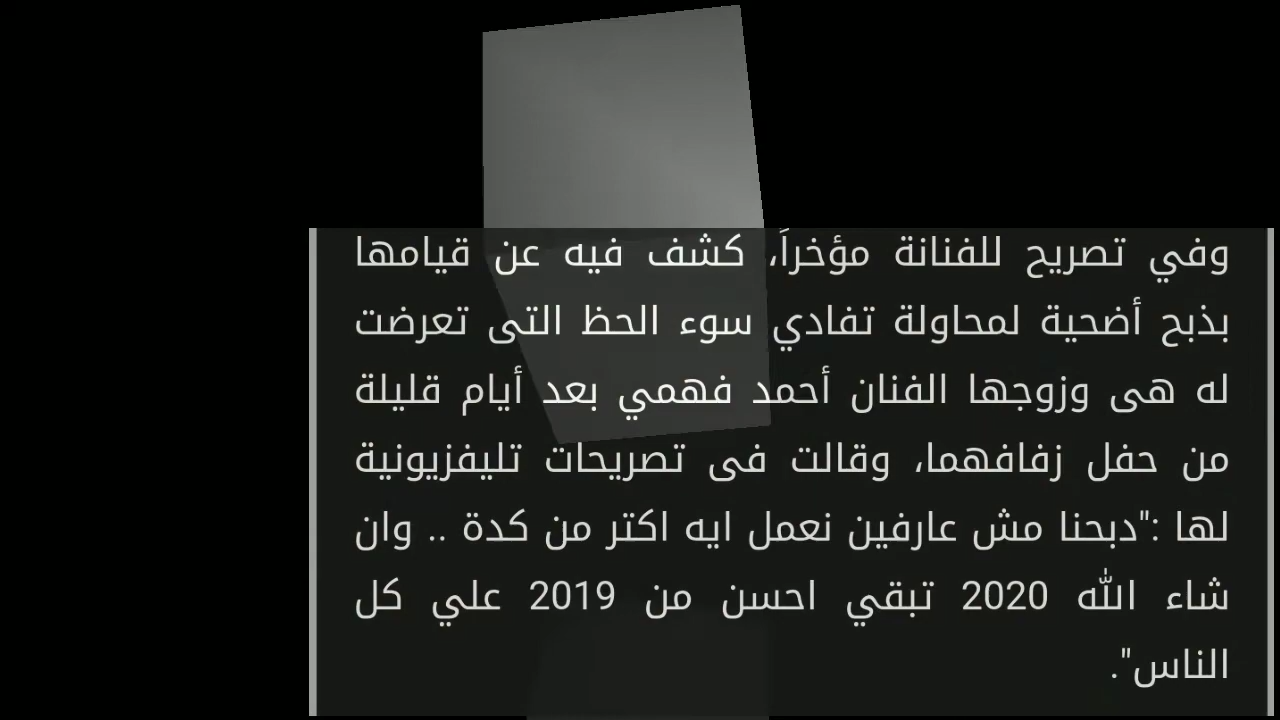 وفي تصريح للفنانة مؤخراً، كشف فيه عن قيامها
بذبح أضحية لمحاولة تفادي سوء الحظ التى تعرضت
له هى وزوجها الفنان أحمد فهمي بعد أيام قليلة
من حفل زفافهما، وقالت فى تصريحات تليفزيونية
لها :"دبحنا مش عارفين نعمل ايه اكتر من كدة .. وان
شاء الله 2020 تبقي احسن من 2019 علي كل
الناس".